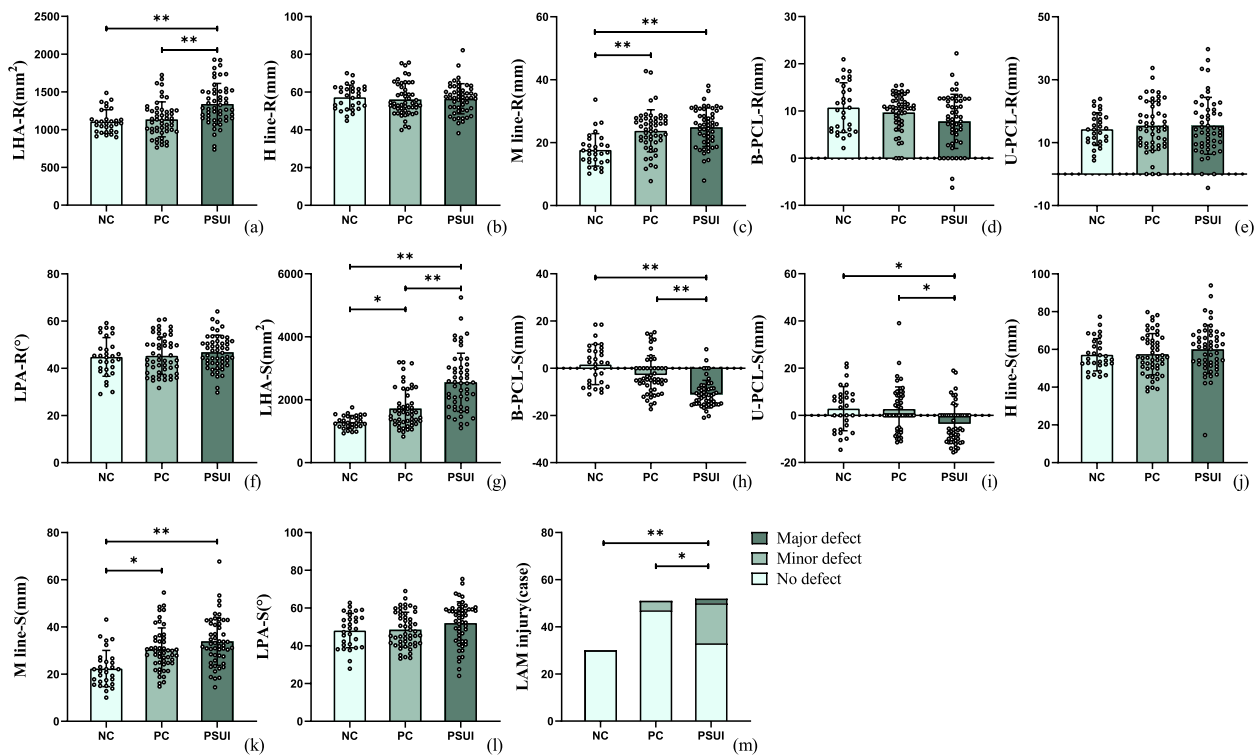 LHA-R(mm²)
2500
2000
1500
1000
500
0
** **
NC PC PSUI
(a)
H line-R(mm)
100
80
60
40
20
0
NC PC PSUI
(b)
M line-R(mm)
60
40
20
0
** **
NC PC PSUI
(c)
B-PCL-R(mm)
30
20
10
0
-10
NC PC PSUI
(d)
U-PCL-R(mm)
50
30
10
-10
NC PC PSUI
(e)
LPA-R(°)
80
60
40
20
0
NC PC PSUI
(f)
LHA-S(mm²)
6000
4000
2000
0
** ** *
NC PC PSUI
(g)
B-PCL-S(mm)
40
20
0
-20
-40
** **
NC PC PSUI
(h)
U-PCL-S(mm)
60
40
20
0
-20
* *
NC PC PSUI
(i)
H line-S(mm)
100
80
60
40
20
0
NC PC PSUI
(j)
M line-S(mm)
80
60
40
20
0
** *
NC PC PSUI
(k)
LPA-S(°)
100
80
60
40
20
0
NC PC PSUI
(l)
LAM injury(case)
80
60
40
20
0
** *
NC PC PSUI
(m)
Major defect
Minor defect
No defect